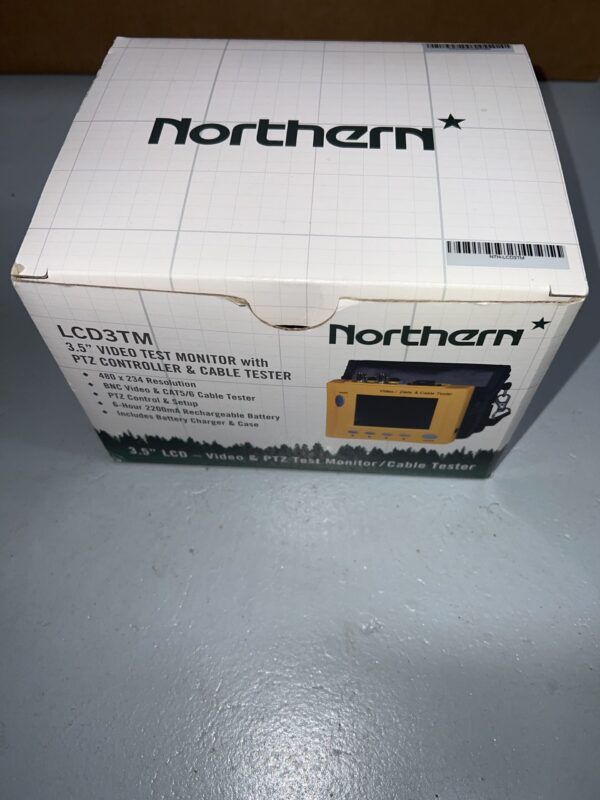 Northern
NTH-LCD3TM
LCD3TM
3.5" VIDEO TEST MONITOR with
PTZ CONTROLLER & CABLE TESTER
• 480 x 234 Resolution
• BNC Video & CAT5/6 Cable Tester
• PTZ Control & Setup
• 6-Hour 2200mA Rechargeable Battery
• Includes Battery Charger & Case
Northern
Video / Data & CAT5 Cable Tester
3.5" LCD – Video & PTZ Test Monitor/Cable Tester